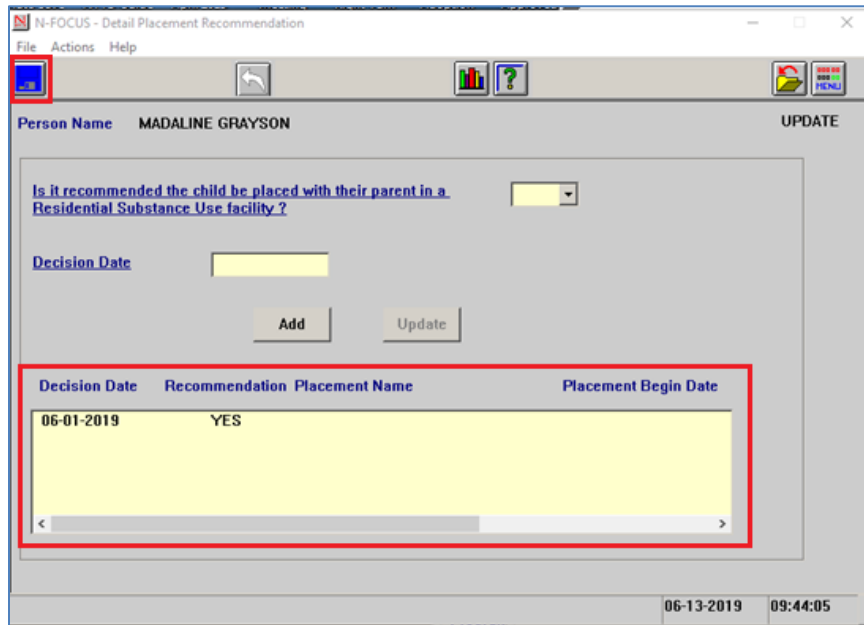 N-FOCUS - Detail Placement Recommendation
File Actions Help
MENU
Person Name MADALINE GRAYSON UPDATE
Is it recommended the child be placed with their parent in a
Residential Substance Use facility ?
Decision Date
Add Update
Decision Date Recommendation Placement Name Placement Begin Date
06-01-2019 YES
06-13-2019 09:44:05